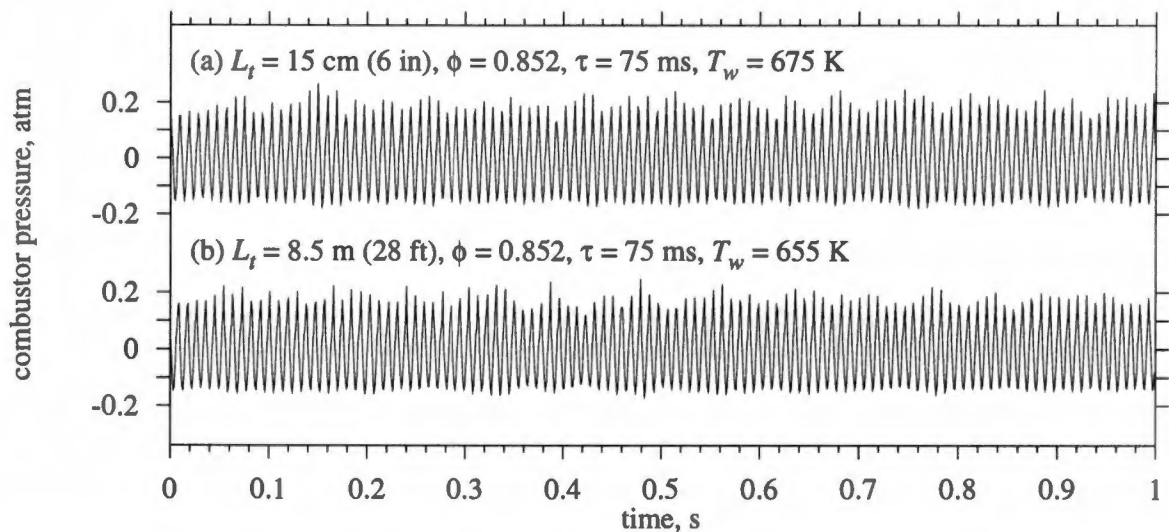 combustor pressure, atm
(a) L_t = 15 cm (6 in), ϕ = 0.852, τ = 75 ms, T_w = 675 K
0.2
0
-0.2
(b) L_t = 8.5 m (28 ft), ϕ = 0.852, τ = 75 ms, T_w = 655 K
0.2
0
-0.2
0 0.1 0.2 0.3 0.4 0.5 0.6 0.7 0.8 0.9 1
time, s